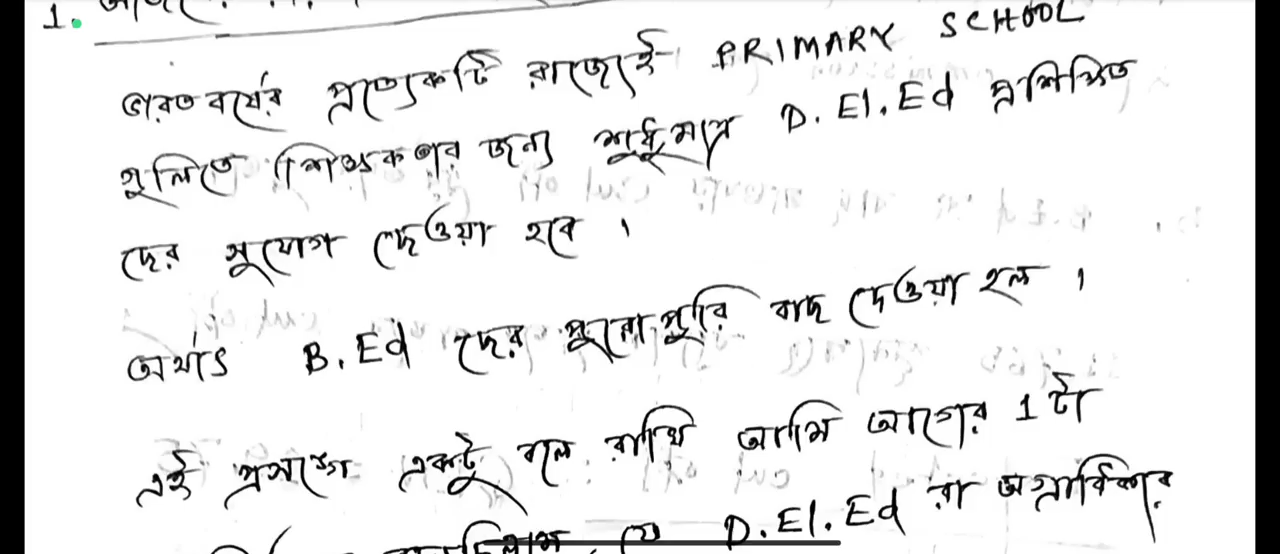 1.
ভারতবর্ষের প্রত্যেকটি রাজ্যেই PRIMARY SCHOOL
গুলিতে শিক্ষকতার জন্য শুধুমাত্র D. El. Ed প্রশিক্ষিত
দের সুযোগ দেওয়া হবে ।
অর্থাৎ B. Ed দের পুরোপুরি বাদ দেওয়া হল ।
এই প্রসঙ্গে একটু বলে রাখি আমি আগের 1 টা
যে D. El. Ed রা অগ্রাধিকার